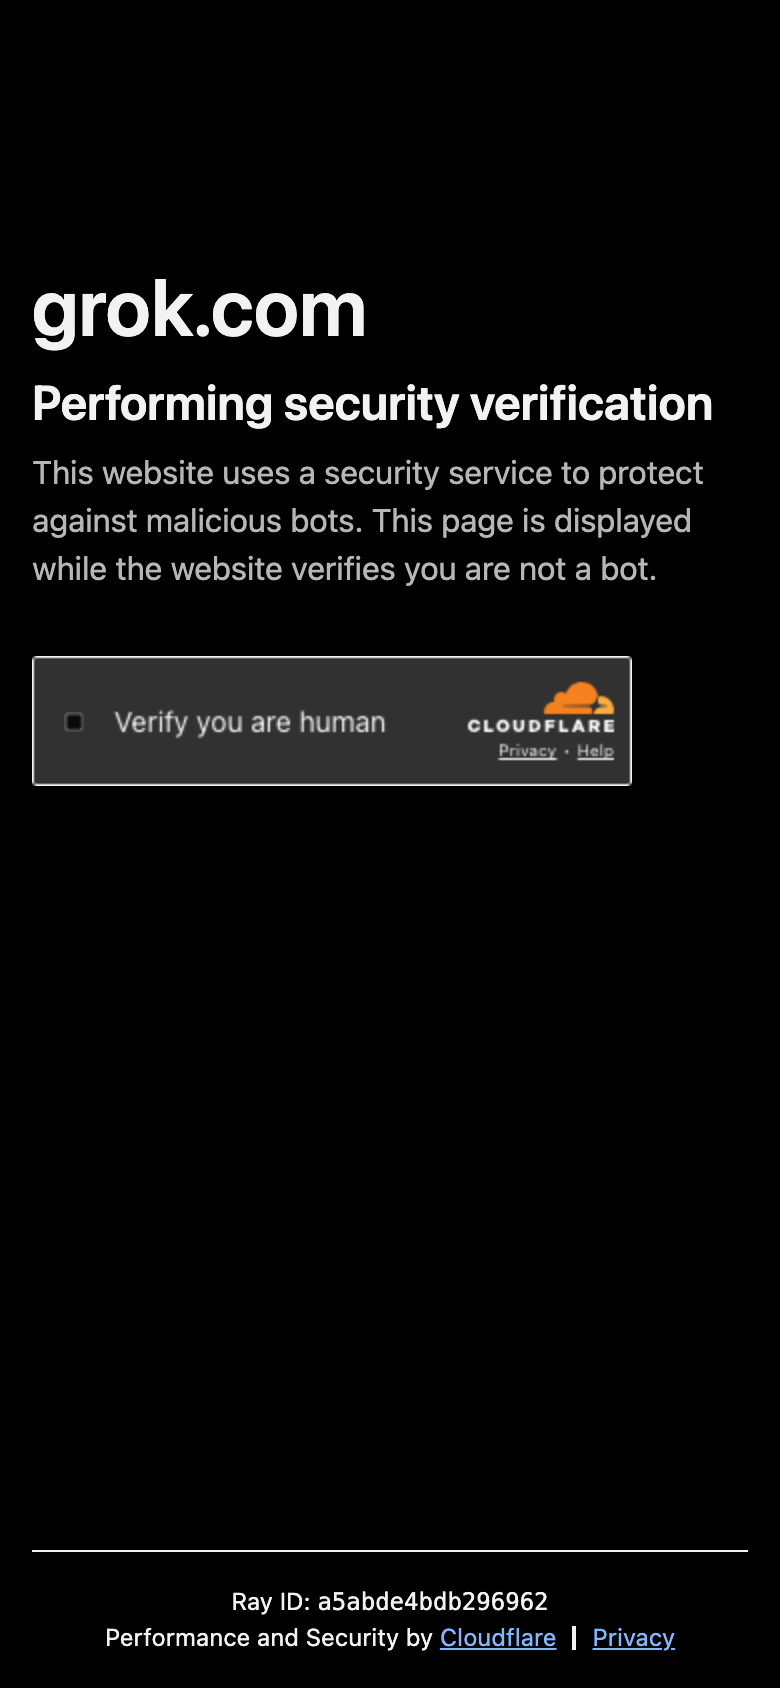 grok.com
Performing security verification
This website uses a security service to protect
against malicious bots. This page is displayed
while the website verifies you are not a bot.
Verify you are human
CLOUDFLARE
Privacy • Help
Ray ID: a5abde4bdb296962
Performance and Security by Cloudflare | Privacy